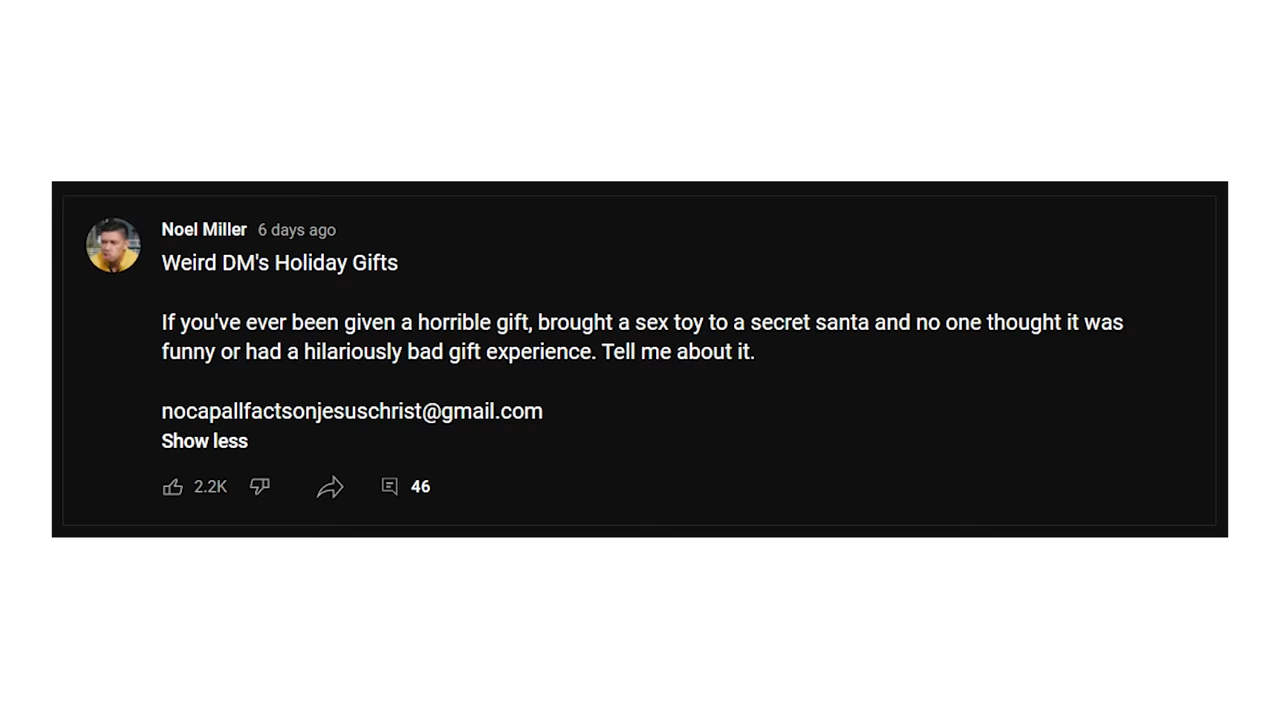 Noel Miller 6 days ago
Weird DM's Holiday Gifts
If you've ever been given a horrible gift, brought a sex toy to a secret santa and no one thought it was
funny or had a hilariously bad gift experience. Tell me about it.
nocapallfactsonjesuschrist@gmail.com
Show less
2.2K 46